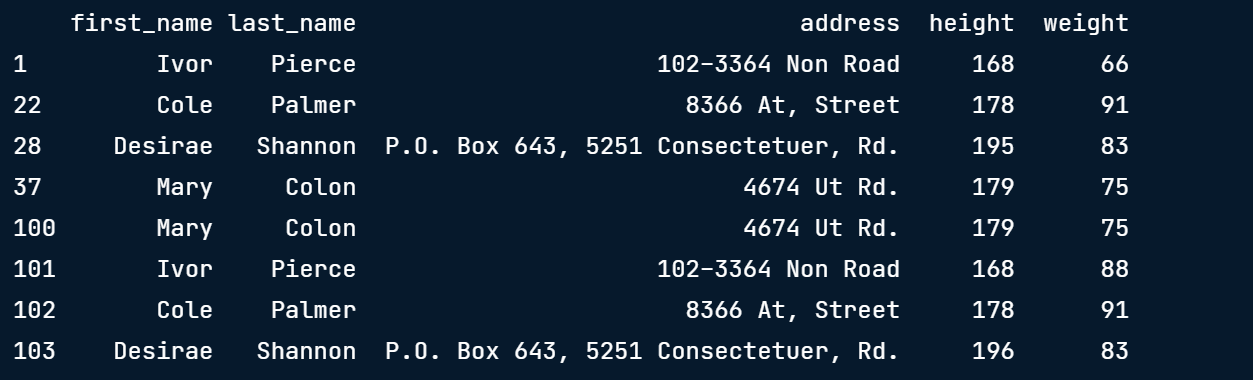 first_name last_name address height weight
1 Ivor Pierce 102-3364 Non Road 168 66
22 Cole Palmer 8366 At, Street 178 91
28 Desirae Shannon P.O. Box 643, 5251 Consectetuer, Rd. 195 83
37 Mary Colon 4674 Ut Rd. 179 75
100 Mary Colon 4674 Ut Rd. 179 75
101 Ivor Pierce 102-3364 Non Road 168 88
102 Cole Palmer 8366 At, Street 178 91
103 Desirae Shannon P.O. Box 643, 5251 Consectetuer, Rd. 196 83